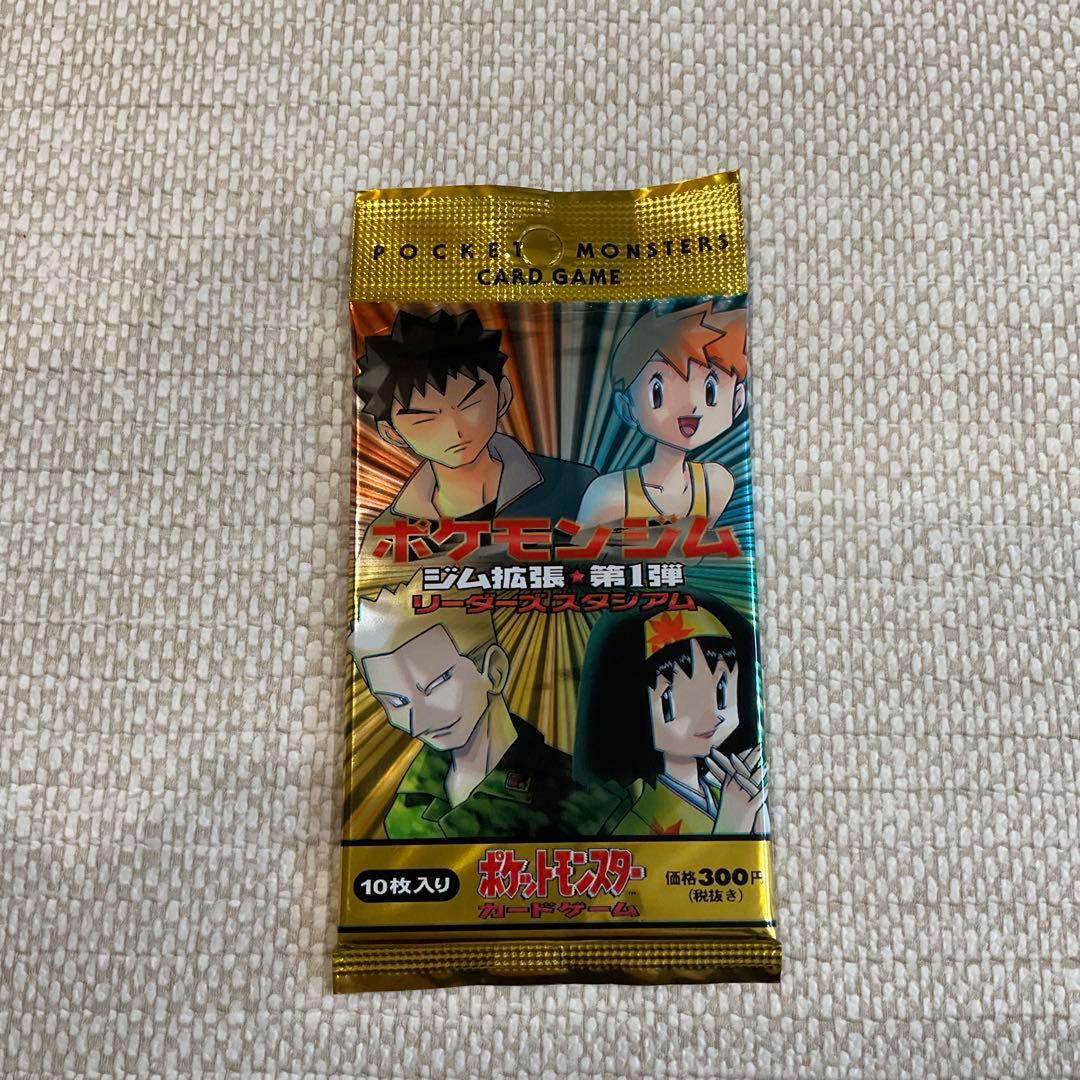 POCKET MONSTERS
CARD GAME
ポケモンジム
ジム拡張★第1弾
リーダーズスタジアム
10枚入り
ポケットモンスター
TM
カードゲーム
価格300円
(税抜き)